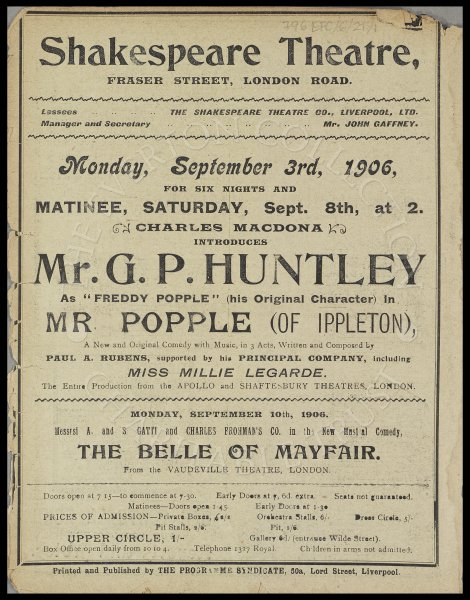 Shakespeare Theatre,
FRASER STREET, LONDON ROAD.
Lessees ... THE SHAKESPEARE THEATRE CO., LIVERPOOL, LTD.
Manager and Secretary ... Mr. JOHN GAFFNEY.
Monday, September 3rd, 1906,
FOR SIX NIGHTS AND
MATINEE, SATURDAY, Sept. 8th, at 2.
CHARLES MACDONA
INTRODUCES
Mr. G. P. HUNTLEY
As "FREDDY POPPLE" (his Original Character) in
MR. POPPLE (OF IPPLETON),
A New and Original Comedy with Music, in 3 Acts, Written and Composed by
PAUL A. RUBENS, supported by his PRINCIPAL COMPANY, including
MISS MILLIE LEGARDE.
The Entire Production from the APOLLO and SHAFTESBURY THEATRES, LONDON.
MONDAY, SEPTEMBER 10th, 1906.
Messrs A. and S. GATTI and CHARLES FROHMAN'S CO. in the New Musical Comedy,
THE BELLE OF MAYFAIR.
From the VAUDEVILLE THEATRE, LONDON.
Doors open at 7 15—to commence at 7-30. Early Doors at 7, 6d. extra = Seats not guaranteed.
Matinees—Doors open 1-45. Early Doors at 1-30
PRICES OF ADMISSION—Private Boxes, Orchestra Stalls, 6/- Dress Circle, 5/-
Pit Stalls, 2/6. Pit, 1/6.
UPPER CIRCLE, 1/- Gallery 6d/ (entrance Wilde Street).
Box Office open daily from 10 to 4. Telephone 1317 Royal. Children in arms not admitted.
Printed and Published by THE PROGRAMME SYNDICATE, 50a, Lord Street, Liverpool.